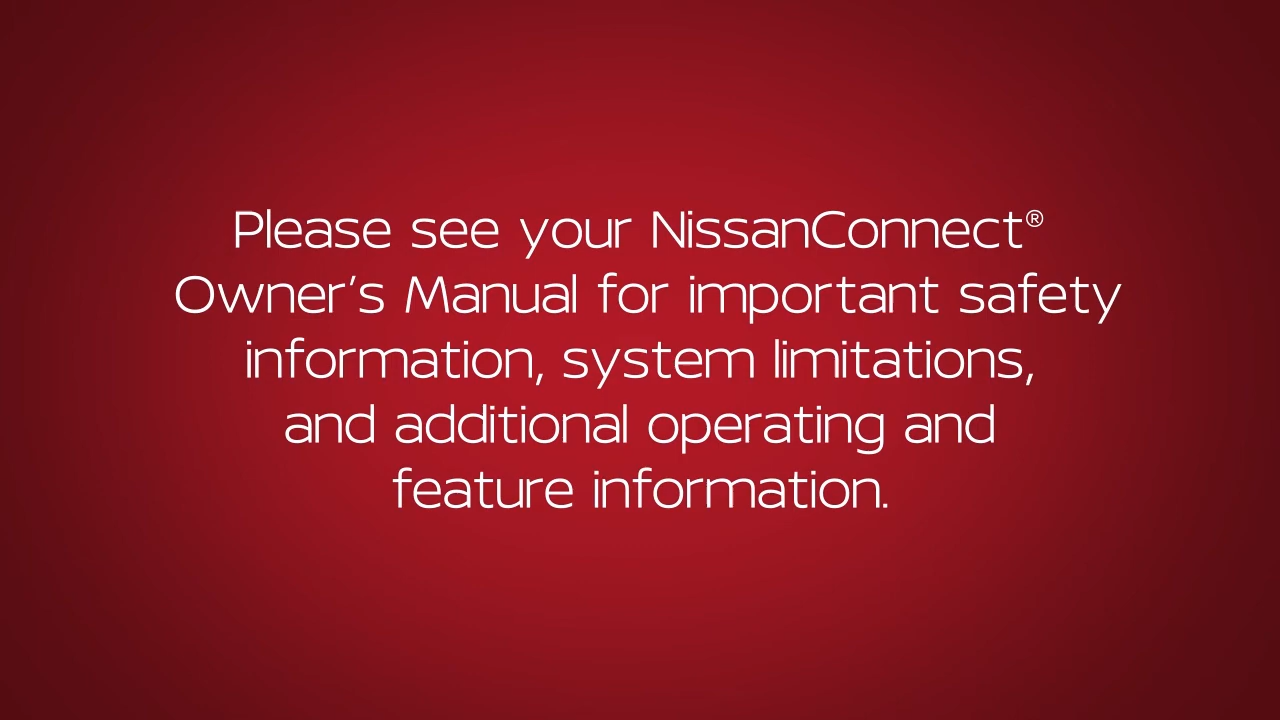 Please see your NissanConnect®
Owner’s Manual for important safety
information, system limitations,
and additional operating and
feature information.